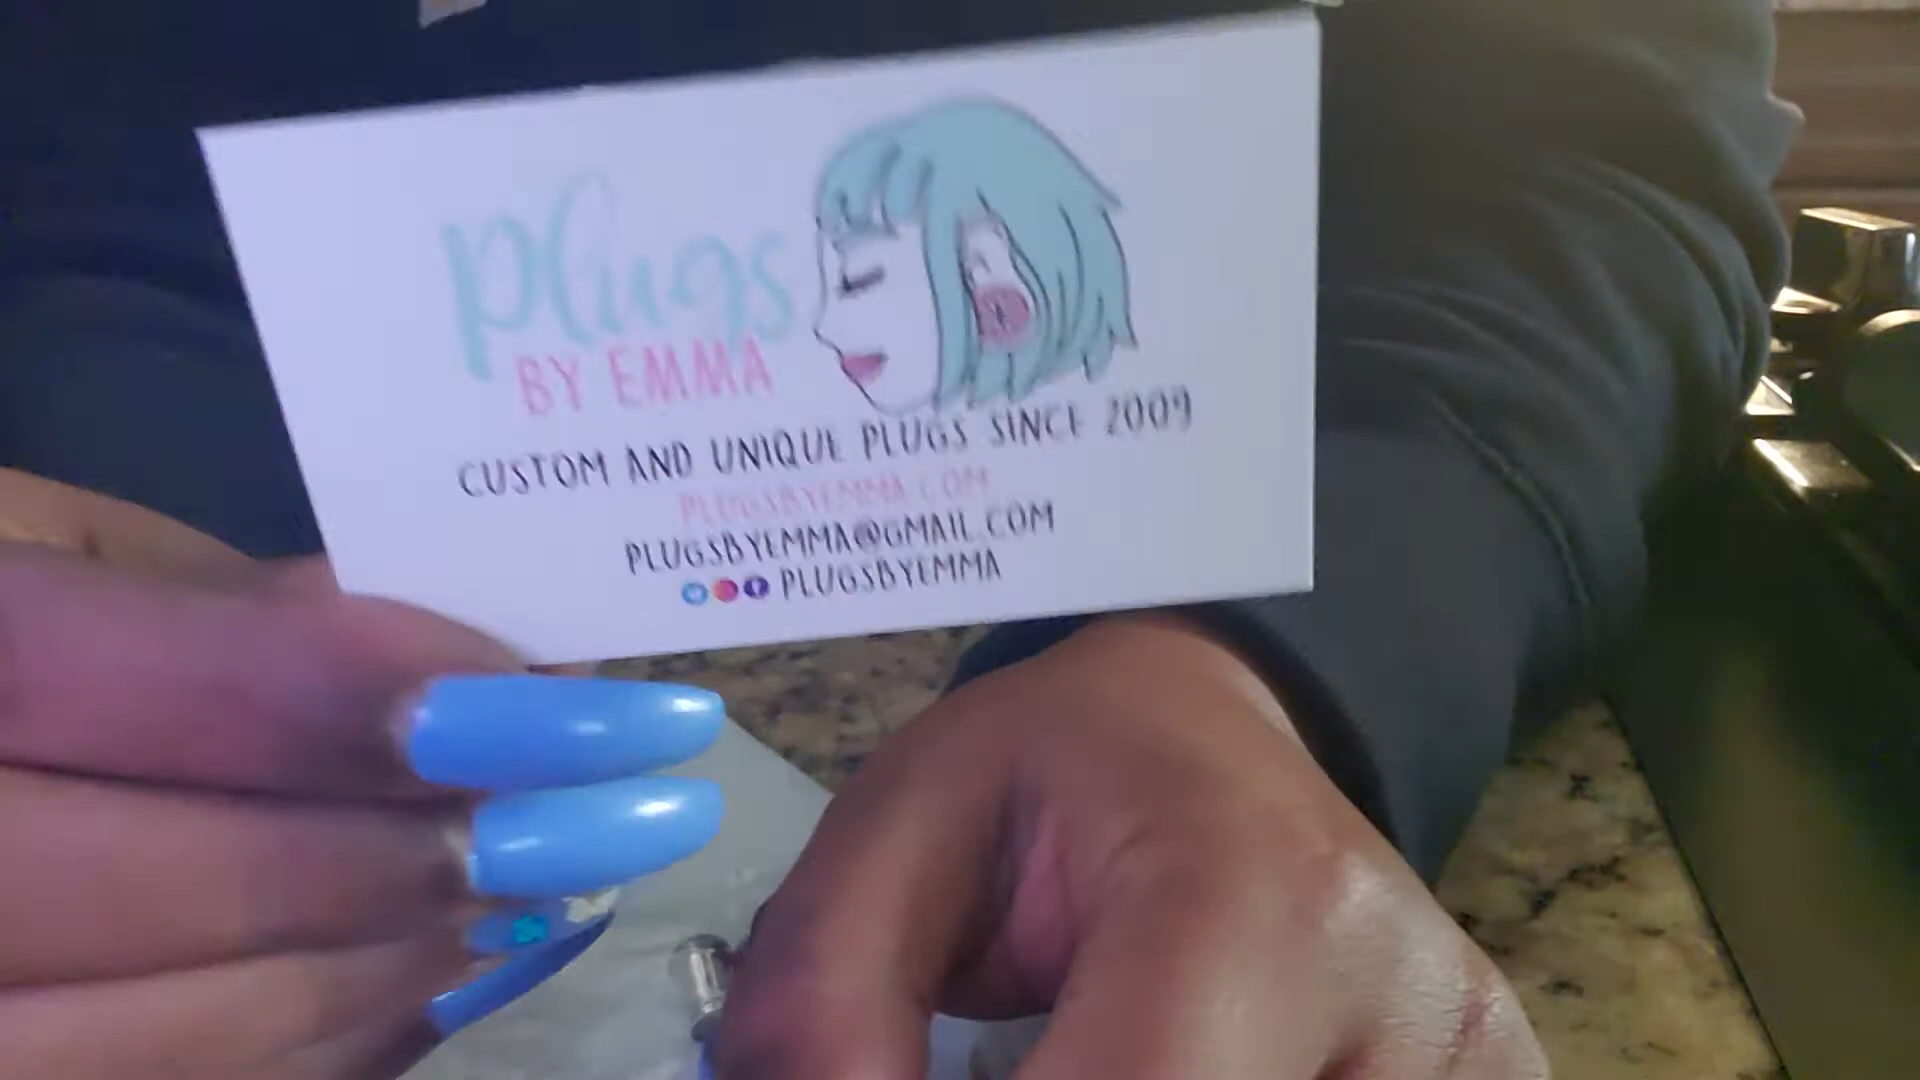 plugs
BY EMMA
CUSTOM AND UNIQUE PLUGS SINCE 2009
PLUGSBYEMMA.COM
PLUGSBYEMMA@GMAIL.COM
PLUGSBYEMMA